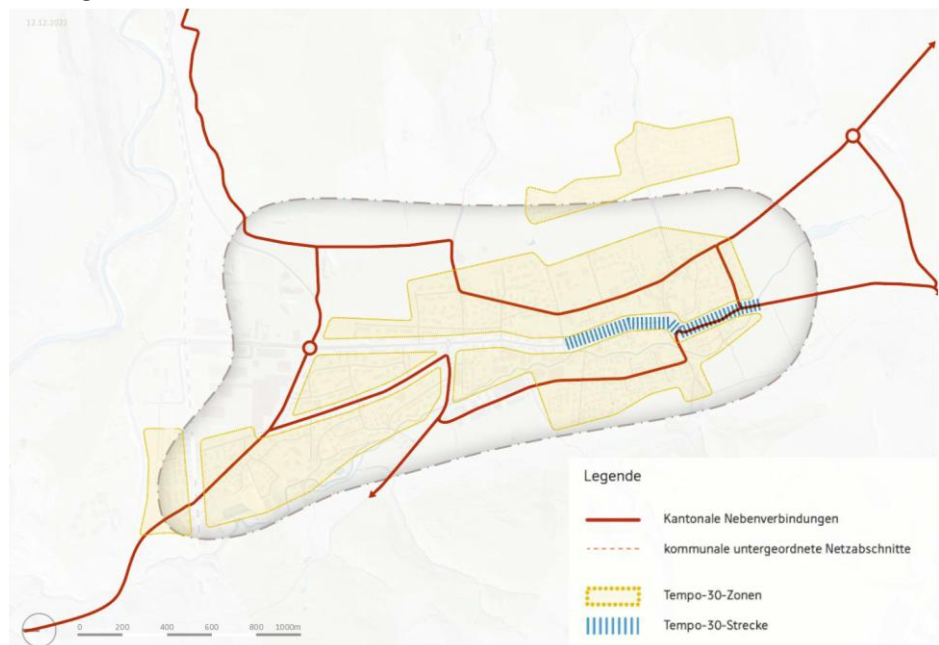 12.12.2022
Legende
Kantonale Nebenverbindungen
kommunale untergeordnete Netzabschnitte
Tempo-30-Zonen
Tempo-30-Strecke
0 200 400 600 800 1000m